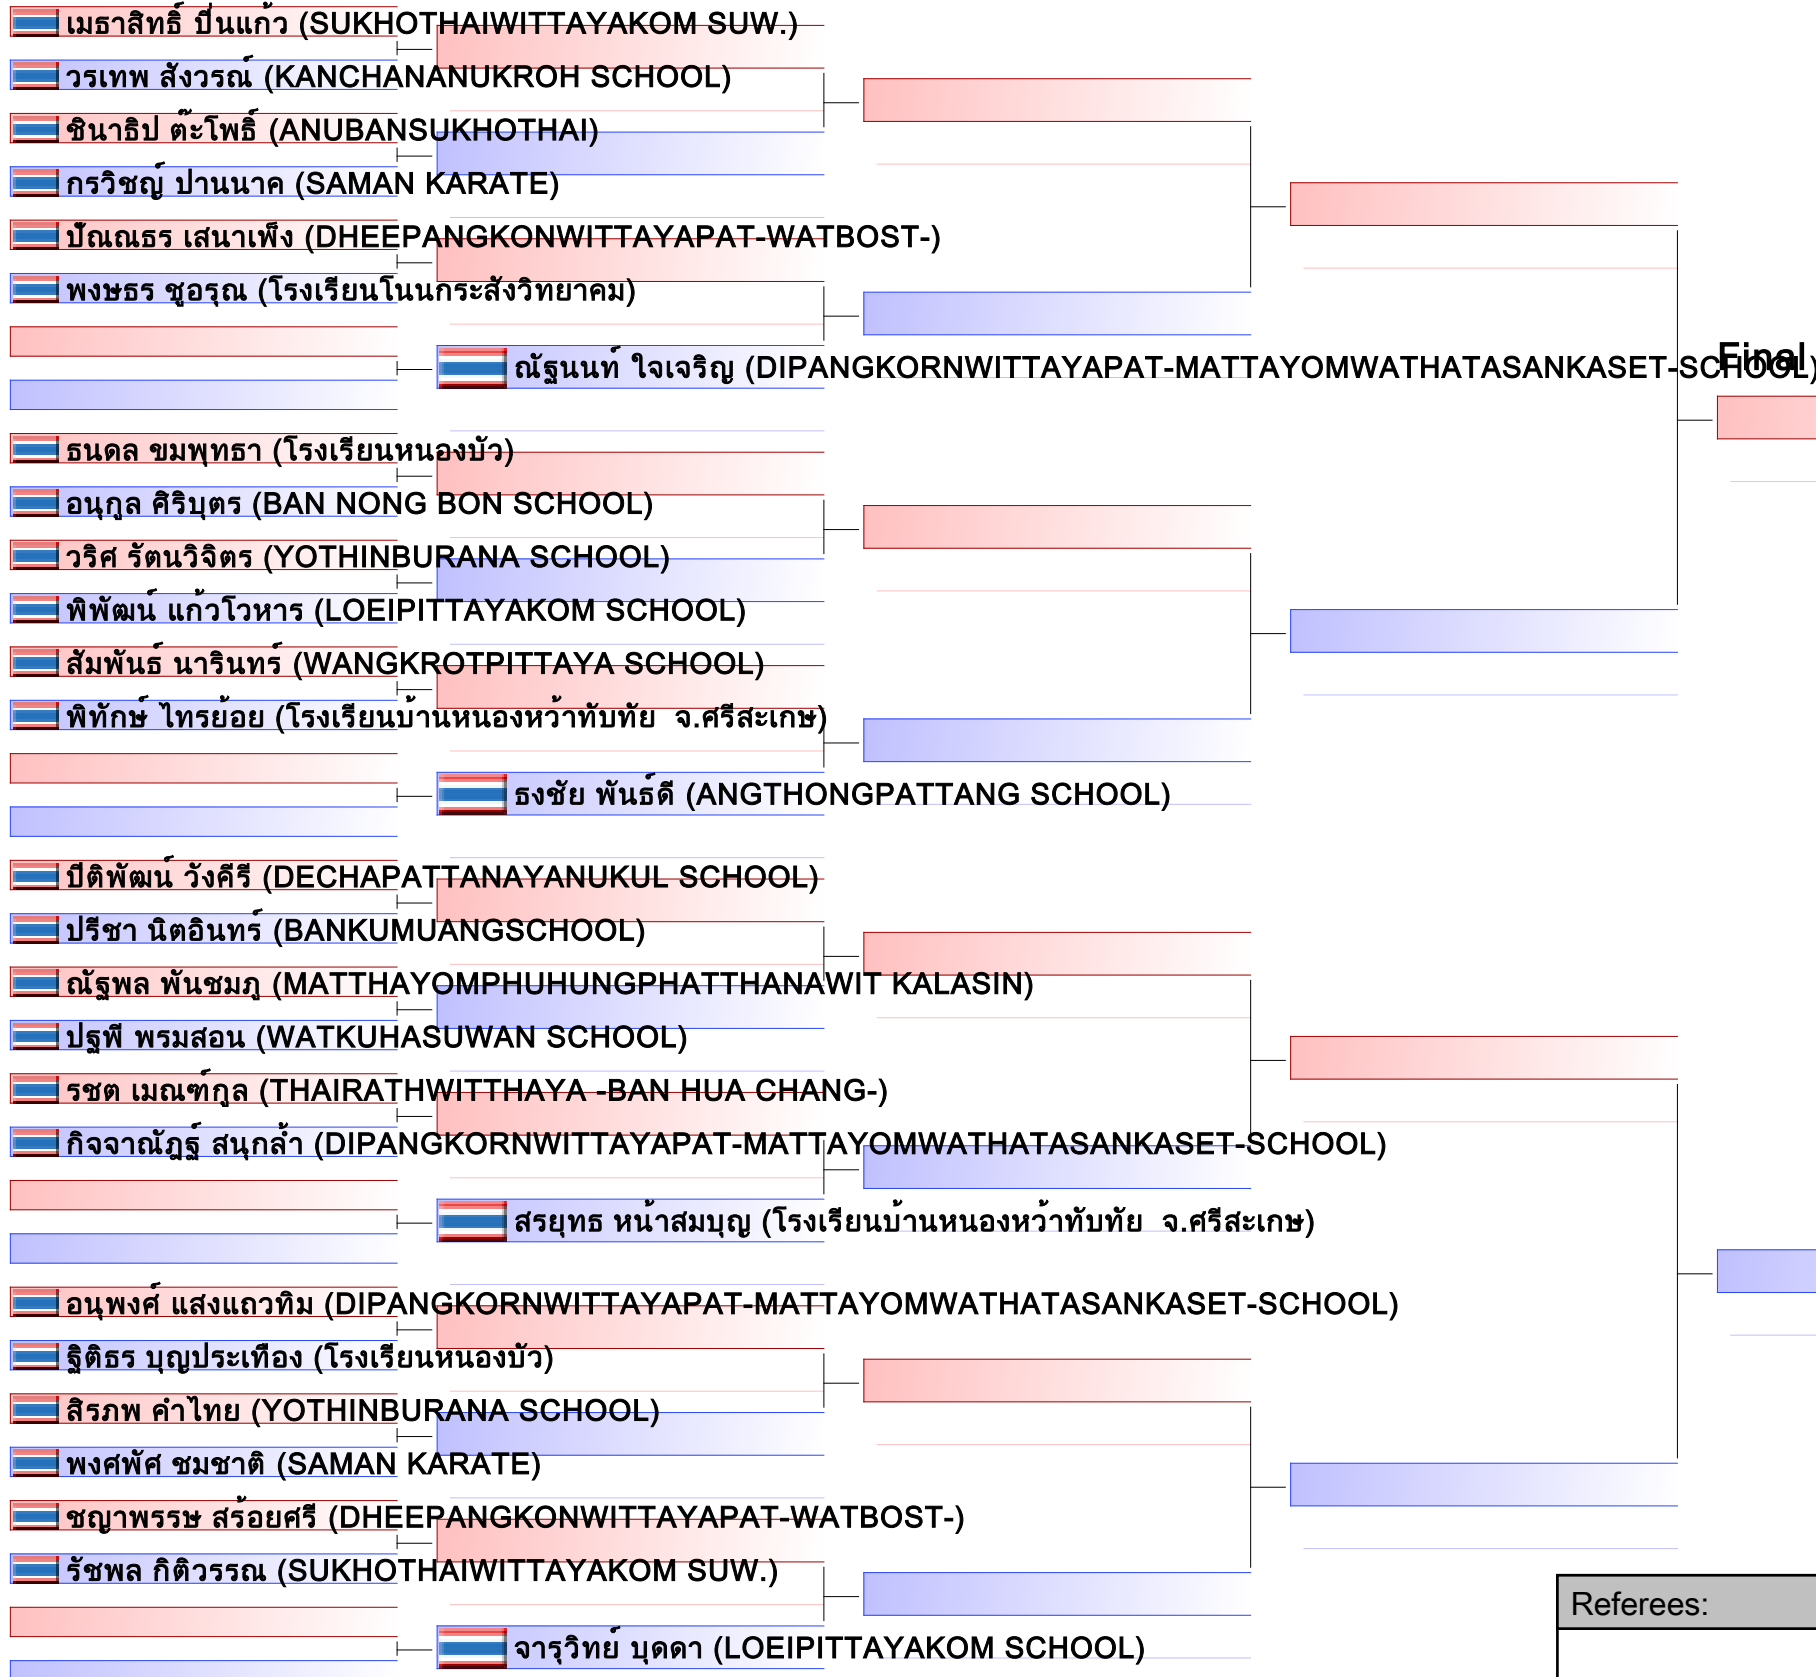 เมธาสิทธิ์ ปิ่นแก้ว (SUKHOTHAIWITTAYAKOM SUW.)
วรเทพ สังวรณ์ (KANCHANANUKROH SCHOOL)
ชินาธิป ต๊ะโพธิ์ (ANUBANSUKHOTHAI)
กรวิชญ์ ปานนาค (SAMAN KARATE)
ปัณณธร เสนาเพ็ง (DHEEPANGKONWITTAYAPAT-WATBOST-)
พงษธร ชูอรุณ (โรงเรียนโนนกระสังวิทยาคม)
Final
ณัฐนนท์ ใจเจริญ (DIPANGKORNWITTAYAPAT-MATTAYOMWATHATASANKASET-SCHOOL)
ธนดล ขมพุทธา (โรงเรียนหนองบัว)
อนุกูล ศิริบุตร (BAN NONG BON SCHOOL)
วริศ รัตนวิจิตร (YOTHINBURANA SCHOOL)
พิพัฒน์ แก้วโวหาร (LOEIPITTAYAKOM SCHOOL)
สัมพันธ์ นารินทร์ (WANGKROTPITTAYA SCHOOL)
พิทักษ์ ไทรย้อย (โรงเรียนบ้านหนองหว้าทับทัย จ.ศรีสะเกษ)
ธงชัย พันธ์ดี (ANGTHONGPATTANG SCHOOL)
ปิติพัฒน์ วังคีรี (DECHAPATTANAYANUKUL SCHOOL)
ปรีชา นิตอินทร์ (BANKUMUANGSCHOOL)
ณัฐพล พันชมภู (MATTHAYOMPHUHUNGPHATTHANAWIT KALASIN)
ปฐพี พรมสอน (WATKUHASUWAN SCHOOL)
รชต เมณฑ์กูล (THAIRATHWITTHAYA -BAN HUA CHANG-)
กิจจาณัฏฐ์ สนุกล้ำ (DIPANGKORNWITTAYAPAT-MATTAYOMWATHATASANKASET-SCHOOL)
สรยุทธ หน้าสมบุญ (โรงเรียนบ้านหนองหว้าทับทัย จ.ศรีสะเกษ)
อนุพงศ์ แสงแถวทิม (DIPANGKORNWITTAYAPAT-MATTAYOMWATHATASANKASET-SCHOOL)
ฐิติธร บุญประเทือง (โรงเรียนหนองบัว)
สิรภพ คำไทย (YOTHINBURANA SCHOOL)
พงศพัศ ชมชาติ (SAMAN KARATE)
ชญาพรรษ สร้อยศรี (DHEEPANGKONWITTAYAPAT-WATBOST-)
รัชพล กิติวรรณ (SUKHOTHAIWITTAYAKOM SUW.)
Referees:
จารุวิทย์ บุดดา (LOEIPITTAYAKOM SCHOOL)